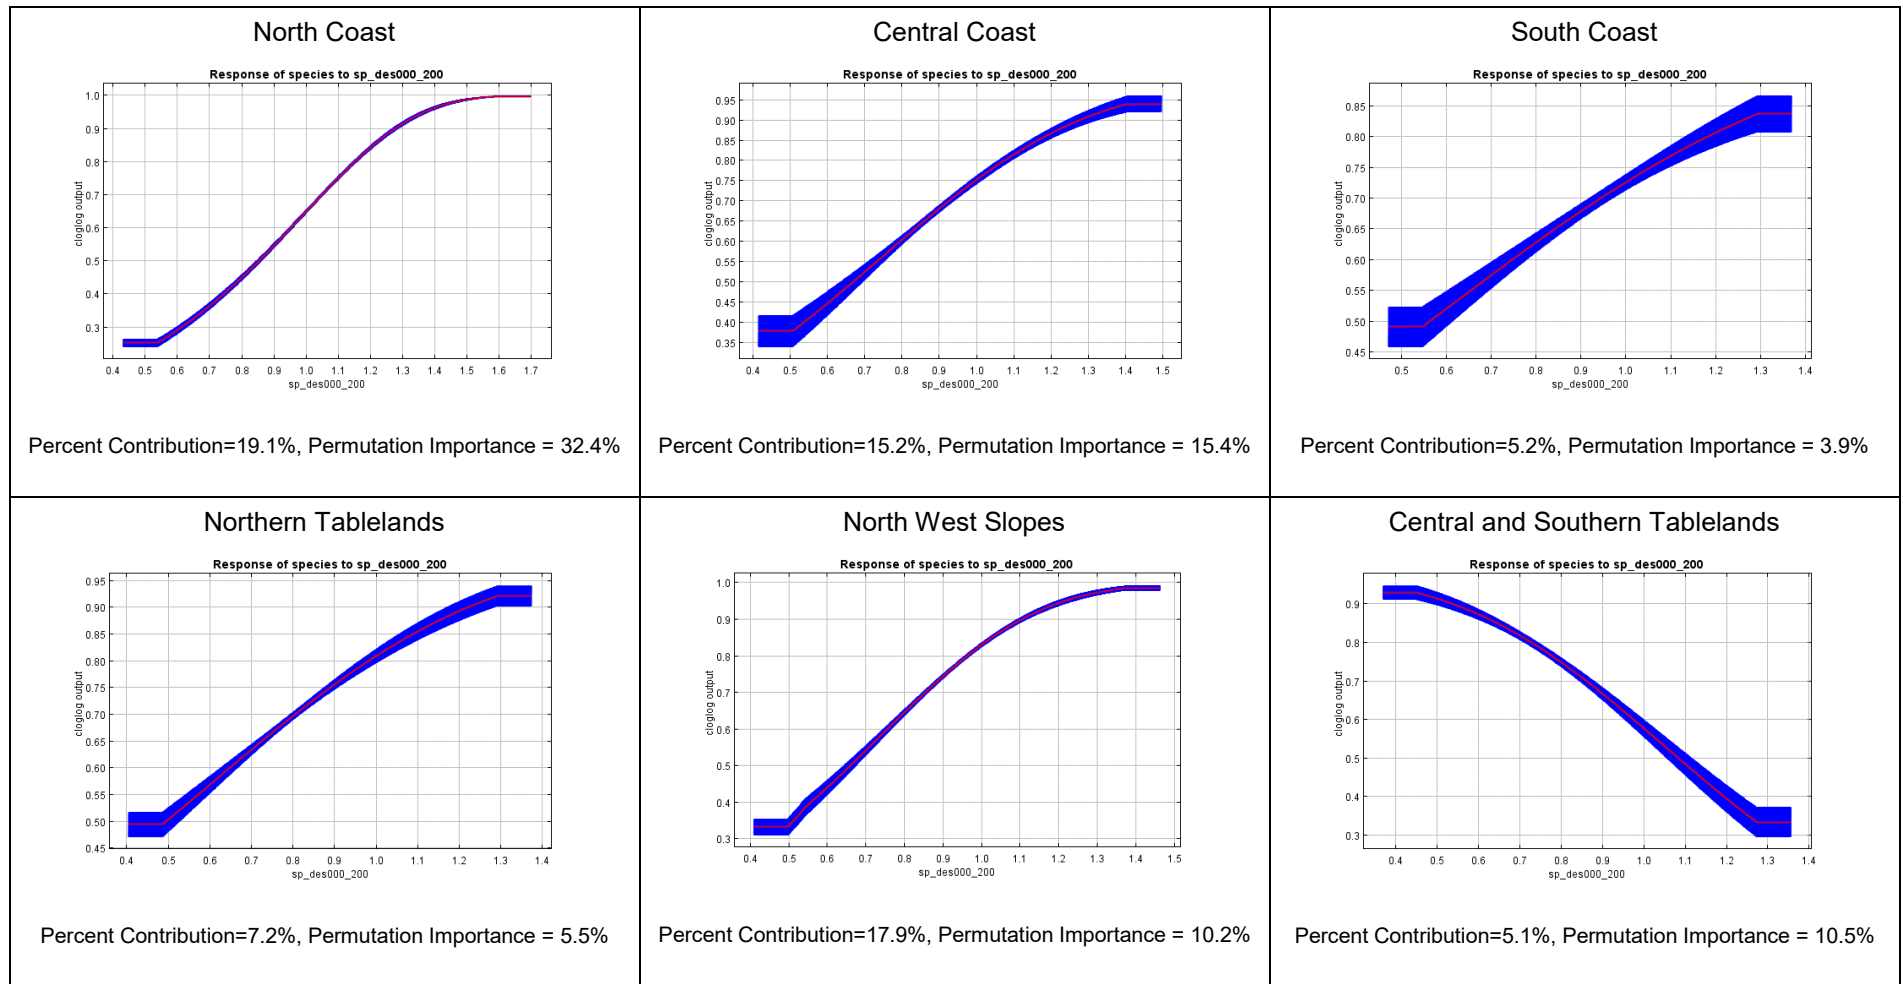 North Coast
Response of species to sp_des000_200
cloglog output
1.0
0.9
0.8
0.7
0.6
0.5
0.4
0.3
0.4 0.5 0.6 0.7 0.8 0.9 1.0 1.1 1.2 1.3 1.4 1.5 1.6 1.7
sp_des000_200
Percent Contribution=19.1%, Permutation Importance = 32.4%
Central Coast
Response of species to sp_des000_200
cloglog output
0.95
0.90
0.85
0.80
0.75
0.70
0.65
0.60
0.55
0.50
0.45
0.40
0.35
0.4 0.5 0.6 0.7 0.8 0.9 1.0 1.1 1.2 1.3 1.4 1.5
sp_des000_200
Percent Contribution=15.2%, Permutation Importance = 15.4%
South Coast
Response of species to sp_des000_200
cloglog output
0.85
0.80
0.75
0.70
0.65
0.60
0.55
0.50
0.45
0.5 0.6 0.7 0.8 0.9 1.0 1.1 1.2 1.3 1.4
sp_des000_200
Percent Contribution=5.2%, Permutation Importance = 3.9%
Northern Tablelands
Response of species to sp_des000_200
cloglog output
0.95
0.90
0.85
0.80
0.75
0.70
0.65
0.60
0.55
0.50
0.45
0.4 0.5 0.6 0.7 0.8 0.9 1.0 1.1 1.2 1.3 1.4
sp_des000_200
Percent Contribution=7.2%, Permutation Importance = 5.5%
North West Slopes
Response of species to sp_des000_200
cloglog output
1.0
0.9
0.8
0.7
0.6
0.5
0.4
0.3
0.4 0.5 0.6 0.7 0.8 0.9 1.0 1.1 1.2 1.3 1.4 1.5
sp_des000_200
Percent Contribution=17.9%, Permutation Importance = 10.2%
Central and Southern Tablelands
Response of species to sp_des000_200
cloglog output
0.9
0.8
0.7
0.6
0.5
0.4
0.3
0.4 0.5 0.6 0.7 0.8 0.9 1.0 1.1 1.2 1.3 1.4
sp_des000_200
Percent Contribution=5.1%, Permutation Importance = 10.5%